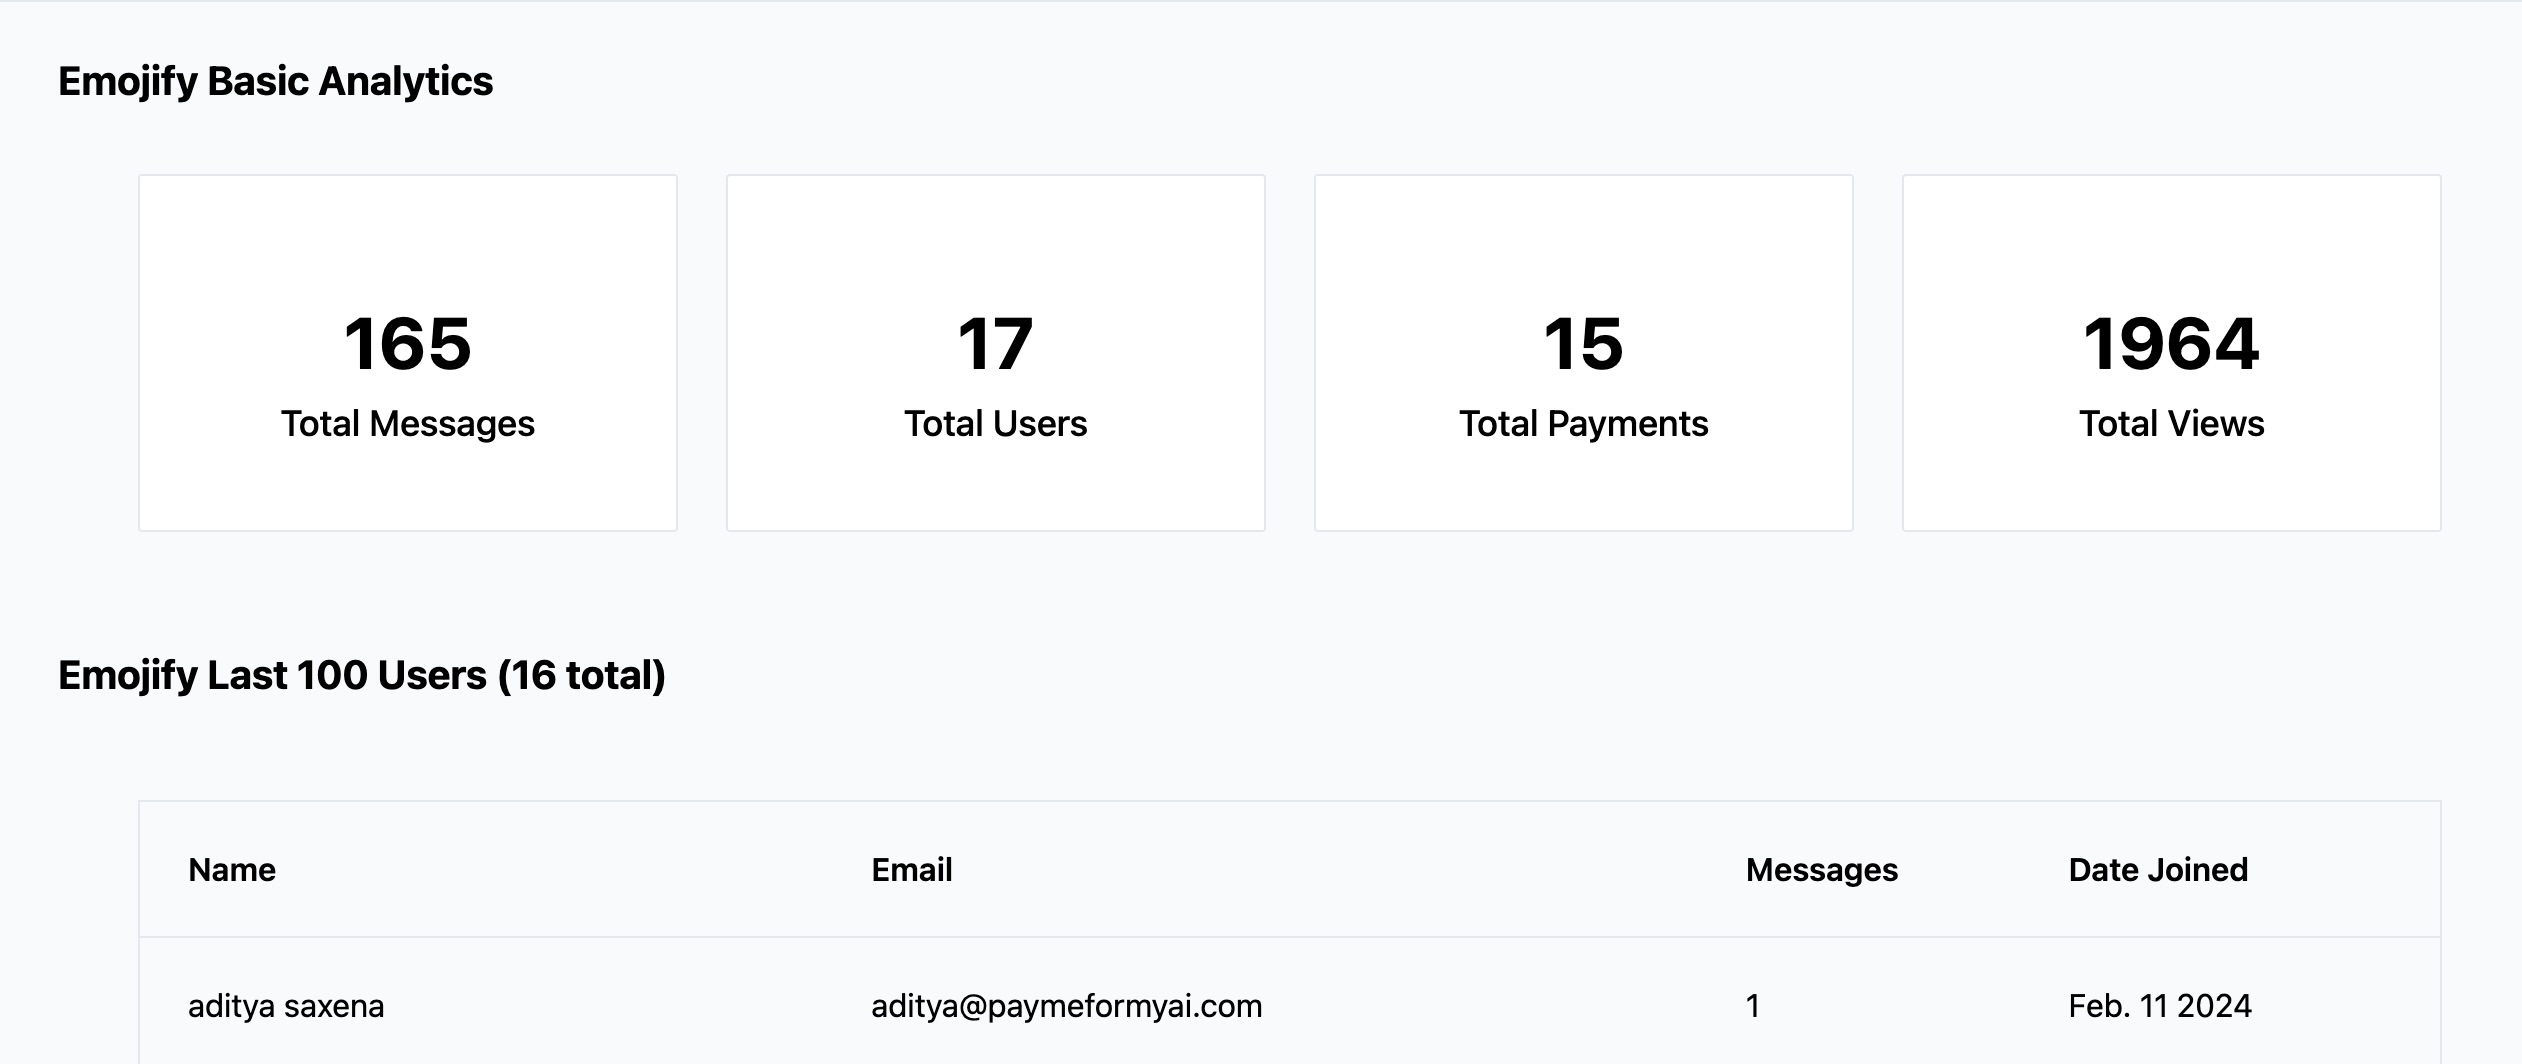 Emojify Basic Analytics
165
Total Messages
17
Total Users
15
Total Payments
1964
Total Views
Emojify Last 100 Users (16 total)
Name Email Messages Date Joined
aditya saxena aditya@paymeformyai.com 1 Feb. 11 2024